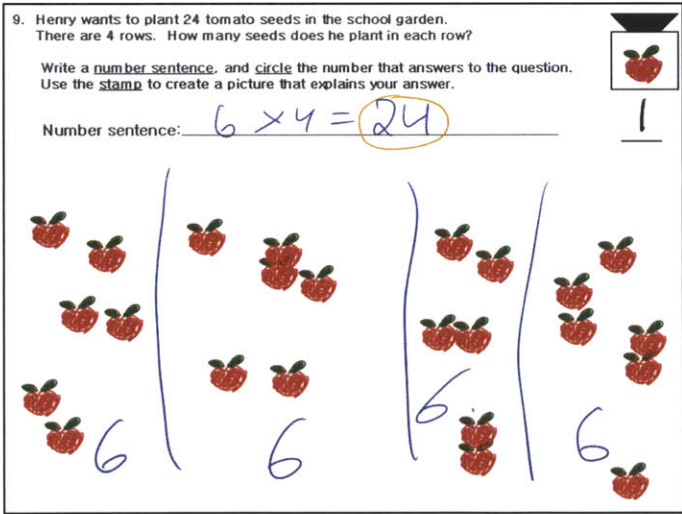 9. Henry wants to plant 24 tomato seeds in the school garden.
There are 4 rows. How many seeds does he plant in each row?
Write a number sentence, and circle the number that answers to the question.
Use the stamp to create a picture that explains your answer.
Number sentence: 6 × 4 = 24
1
6
6
6
6